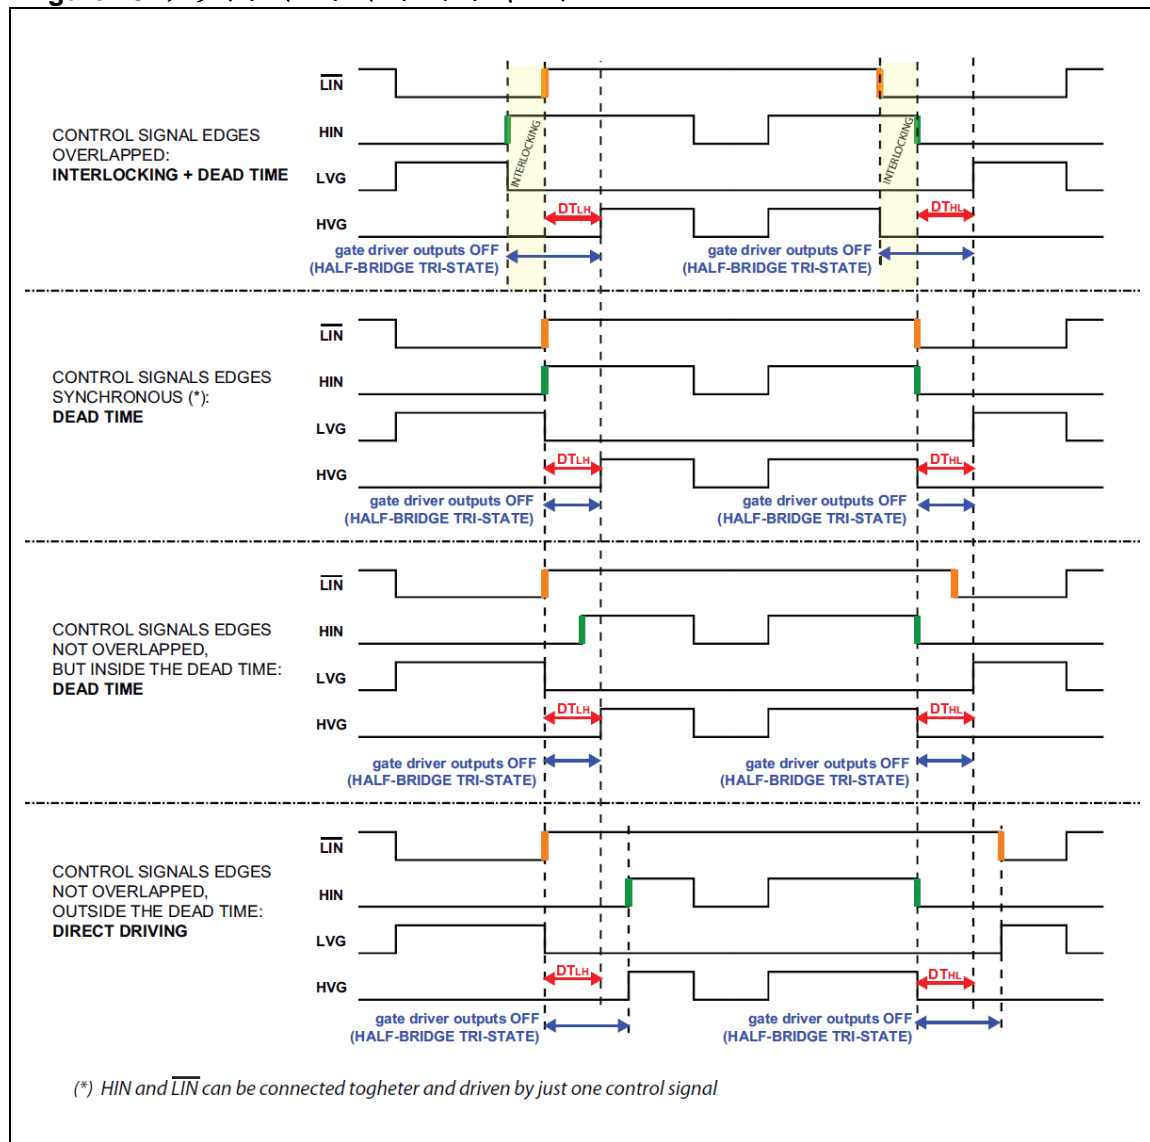 LIN
HIN
LVG
HVG
CONTROL SIGNAL EDGES
OVERLAPPED:
INTERLOCKING + DEAD TIME
INTERLOCKING
INTERLOCKING
DTLH
DTHL
gate driver outputs OFF
(HALF-BRIDGE TRI-STATE)
gate driver outputs OFF
(HALF-BRIDGE TRI-STATE)
LIN
HIN
LVG
HVG
CONTROL SIGNALS EDGES
SYNCHRONOUS (*):
DEAD TIME
DTLH
DTHL
gate driver outputs OFF
(HALF-BRIDGE TRI-STATE)
gate driver outputs OFF
(HALF-BRIDGE TRI-STATE)
LIN
HIN
LVG
HVG
CONTROL SIGNALS EDGES
NOT OVERLAPPED,
BUT INSIDE THE DEAD TIME:
DEAD TIME
DTLH
DTHL
gate driver outputs OFF
(HALF-BRIDGE TRI-STATE)
gate driver outputs OFF
(HALF-BRIDGE TRI-STATE)
LIN
HIN
LVG
HVG
CONTROL SIGNALS EDGES
NOT OVERLAPPED,
OUTSIDE THE DEAD TIME:
DIRECT DRIVING
DTLH
DTHL
gate driver outputs OFF
(HALF-BRIDGE TRI-STATE)
gate driver outputs OFF
(HALF-BRIDGE TRI-STATE)
(*) HIN and LIN can be connected togheter and driven by just one control signal